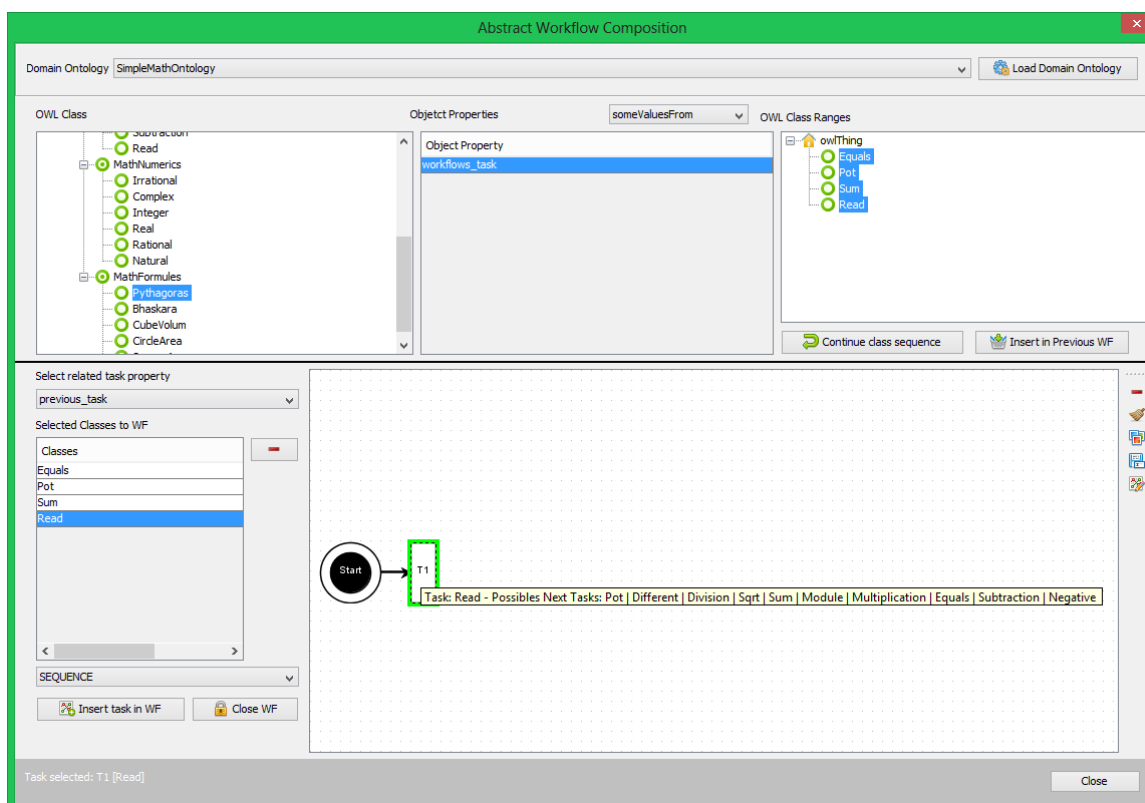 Abstract Workflow Composition
Domain Ontology SimpleMathOntology
Load Domain Ontology
OWL Class
Objetct Properties
someValuesFrom
OWL Class Ranges
Subtraction
Read
MathNumerics
Irrational
Complex
Integer
Real
Rational
Natural
MathFormules
Pythagoras
Bhaskara
CubeVolum
CircleArea
Object Property
workflows_task
owlThing
Equals
Pot
Sum
Read
Continue class sequence
Insert in Previous WF
Select related task property
previous_task
Selected Classes to WF
Classes
Equals
Pot
Sum
Read
SEQUENCE
Insert task in WF
Close WF
Start
T1
Task: Read - Possibles Next Tasks: Pot | Different | Division | Sqrt | Sum | Module | Multiplication | Equals | Subtraction | Negative
Task selected: T1 [Read]
Close